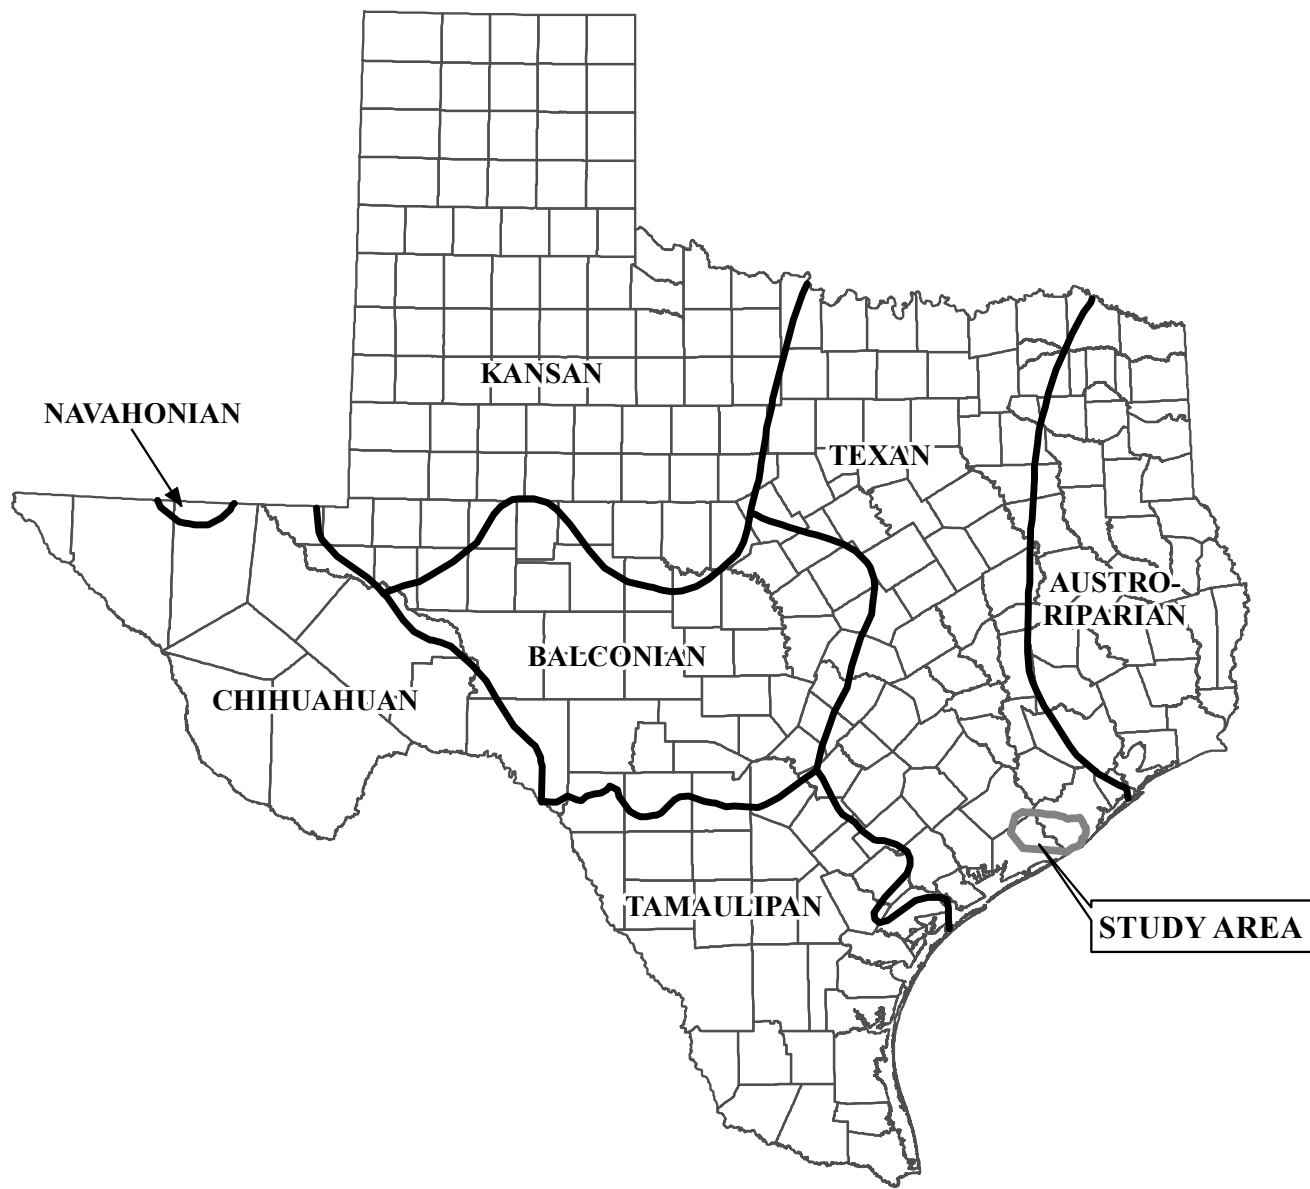 KANSAN
NAVAHONIAN
TEXAN
AUSTRO-
RIPARIAN
BALCONIAN
CHIHUAHUAN
TAMAULIPAN
STUDY AREA